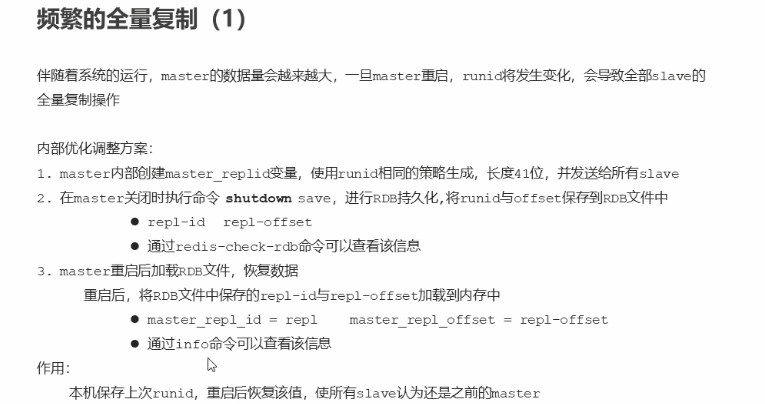 频繁的全量复制（1）
伴随着系统的运行，master的数据量会越来越大，一旦master重启，runid将发生变化，会导致全部slave的
全量复制操作
内部优化调整方案：
1. master内部创建master_replid变量，使用runid相同的策略生成，长度41位，并发送给所有slave
2. 在master关闭时执行命令 shutdown save，进行RDB持久化,将runid与offset保存到RDB文件中
● repl-id repl-offset
● 通过redis-check-rdb命令可以查看该信息
3. master重启后加载RDB文件，恢复数据
重启后，将RDB文件中保存的repl-id与repl-offset加载到内存中
● master_repl_id = repl master_repl_offset = repl-offset
● 通过info命令可以查看该信息
作用：
本机保存上次runid，重启后恢复该值，使所有slave认为还是之前的master